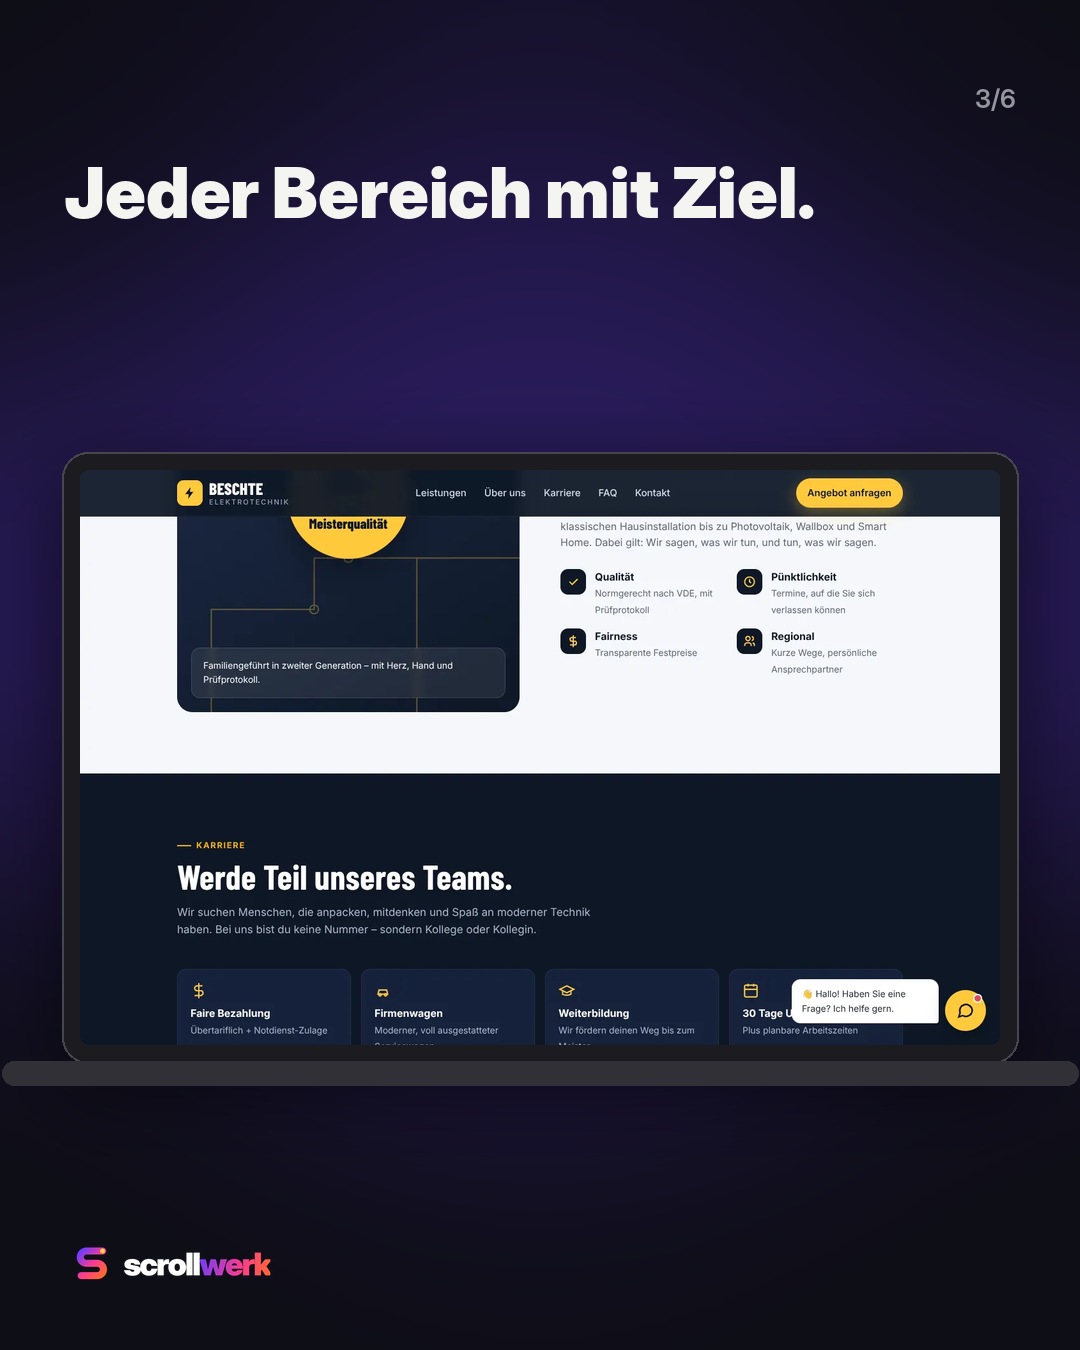 3/6
Jeder Bereich mit Ziel.
BESCHTE
ELEKTROTECHNIK
Leistungen Über uns Karriere FAQ Kontakt
Angebot anfragen
Meisterqualität
Familiengeführt in zweiter Generation – mit Herz, Hand und
Prüfprotokoll.
klassischen Hausinstallation bis zu Photovoltaik, Wallbox und Smart
Home. Dabei gilt: Wir sagen, was wir tun, und tun, was wir sagen.
Qualität
Normgerecht nach VDE, mit
Prüfprotokoll
Pünktlichkeit
Termine, auf die Sie sich
verlassen können
Fairness
Transparente Festpreise
Regional
Kurze Wege, persönliche
Ansprechpartner
KARRIERE
Werde Teil unseres Teams.
Wir suchen Menschen, die anpacken, mitdenken und Spaß an moderner Technik
haben. Bei uns bist du keine Nummer – sondern Kollege oder Kollegin.
Faire Bezahlung
Übertariflich + Notdienst-Zulage
Firmenwagen
Moderner, voll ausgestatteter
Weiterbildung
Wir fördern deinen Weg bis zum
30 Tage
Plus planbare Arbeitszeiten
👋 Hallo! Haben Sie eine
Frage? Ich helfe gern.
scrollwerk